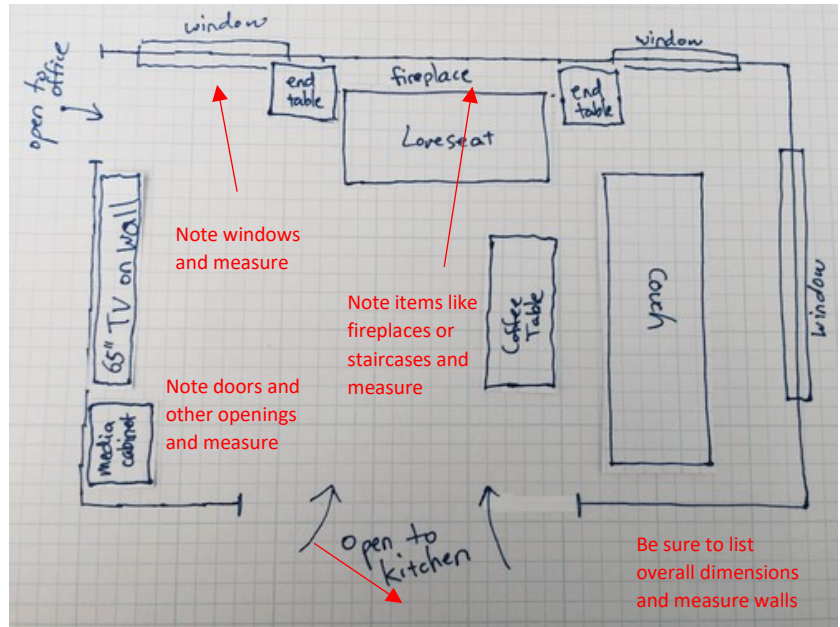 window
window
open to
office
end
table
fireplace
end
table
Loveseat
65" TV on wall
Note windows
and measure
Coffee
Table
Couch
window
Note items like
fireplaces or
staircases and
measure
Note doors and
other openings
and measure
media
cabinet
open to
kitchen
Be sure to list
overall dimensions
and measure walls